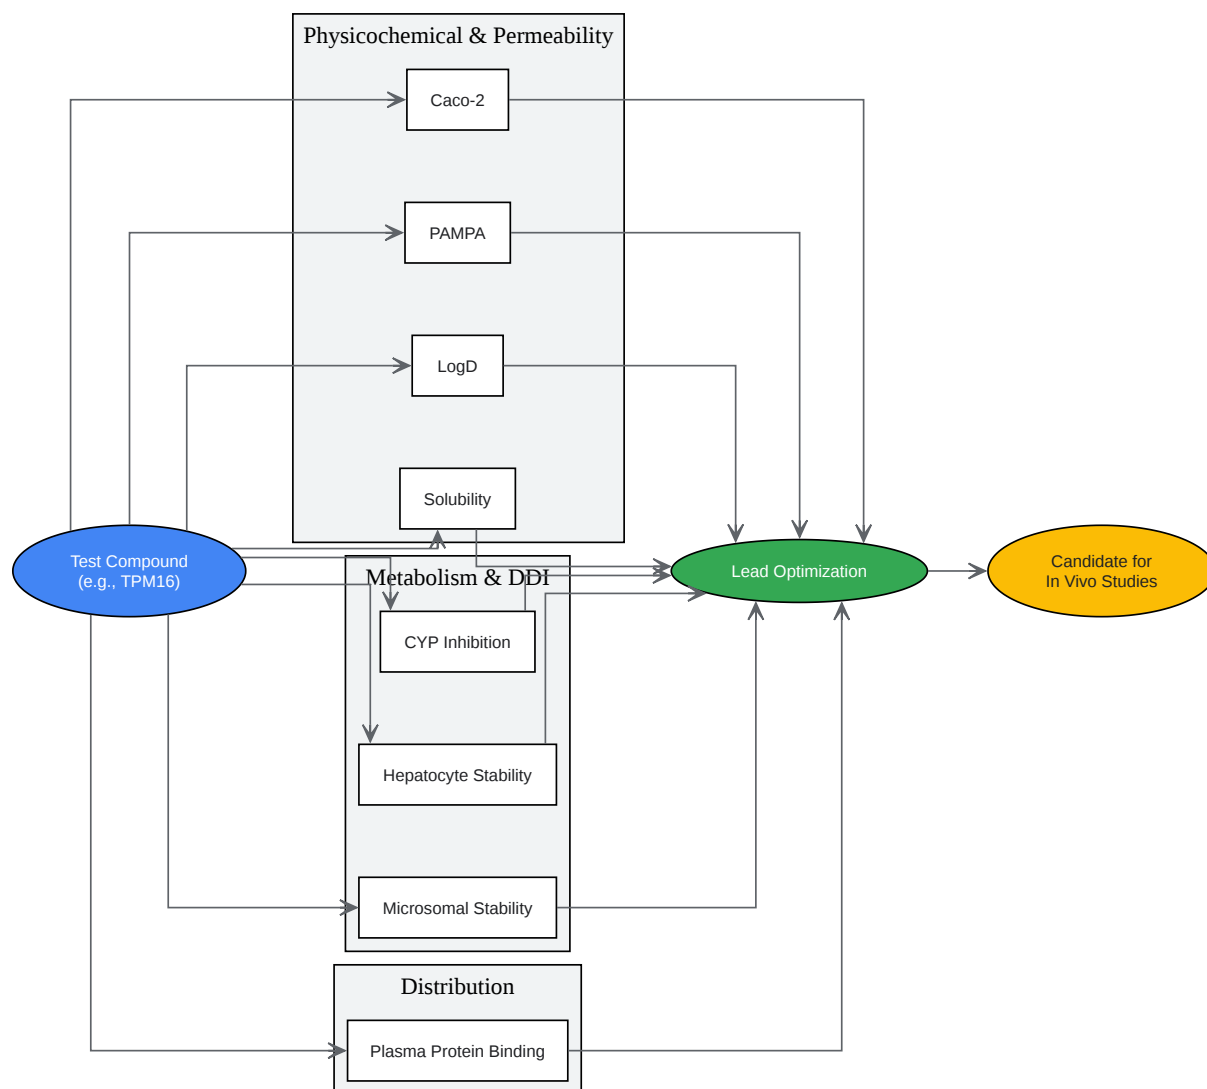 Physicochemical & Permeability
Caco-2
PAMPA
LogD
Solubility
Test Compound
(e.g., TPM16)
Metabolism & DDI
CYP Inhibition
Hepatocyte Stability
Microsomal Stability
Distribution
Plasma Protein Binding
Lead Optimization
Candidate for
In Vivo Studies